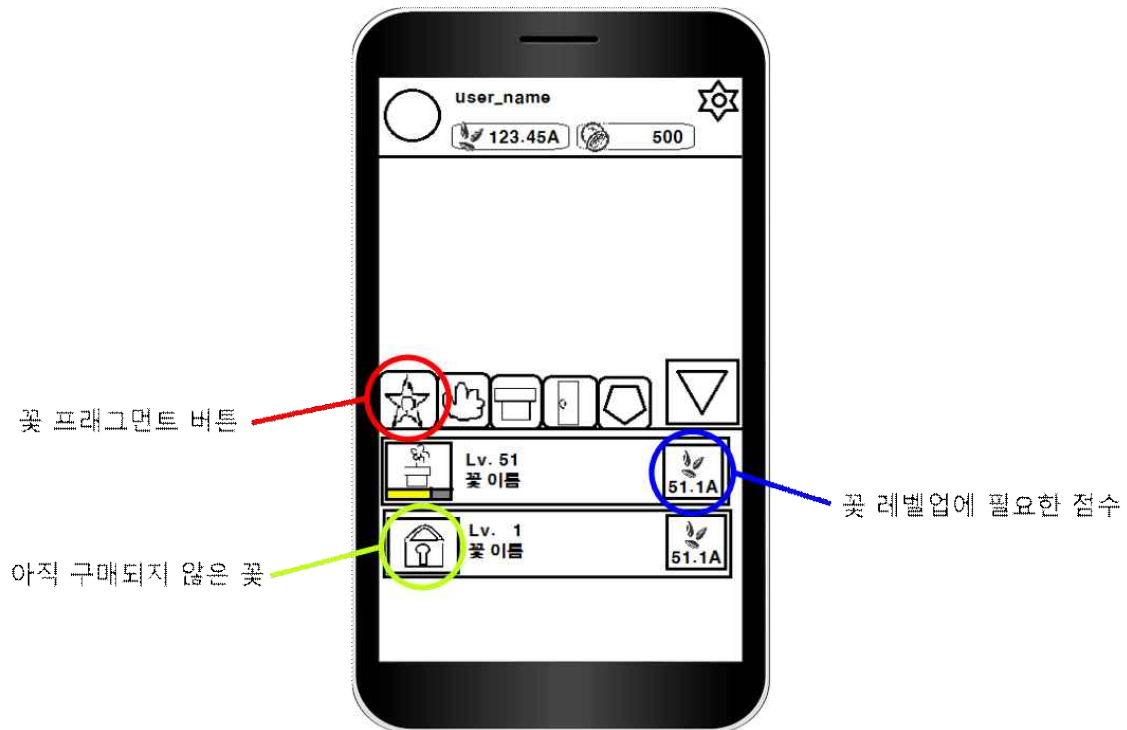 user_name
123.45A
500
꽃 프래그먼트 버튼
Lv. 51
꽃 이름
51.1A
꽃 레벨업에 필요한 점수
Lv. 1
꽃 이름
51.1A
아직 구매되지 않은 꽃